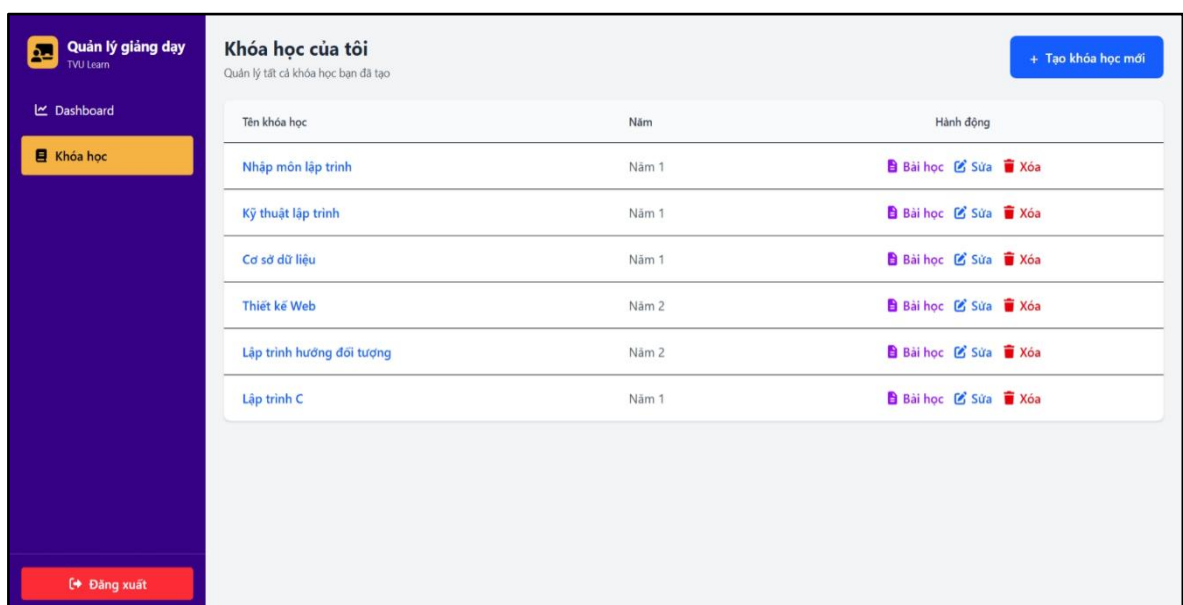 Quản lý giảng dạy
TVU Learn
Dashboard
Khóa học
Đăng xuất
Khóa học của tôi
Quản lý tất cả khóa học bạn đã tạo
+ Tạo khóa học mới
Tên khóa học Năm Hành động
Nhập môn lập trình Năm 1 Bài học Sửa Xóa
Kỹ thuật lập trình Năm 1 Bài học Sửa Xóa
Cơ sở dữ liệu Năm 1 Bài học Sửa Xóa
Thiết kế Web Năm 2 Bài học Sửa Xóa
Lập trình hướng đối tượng Năm 2 Bài học Sửa Xóa
Lập trình C Năm 1 Bài học Sửa Xóa